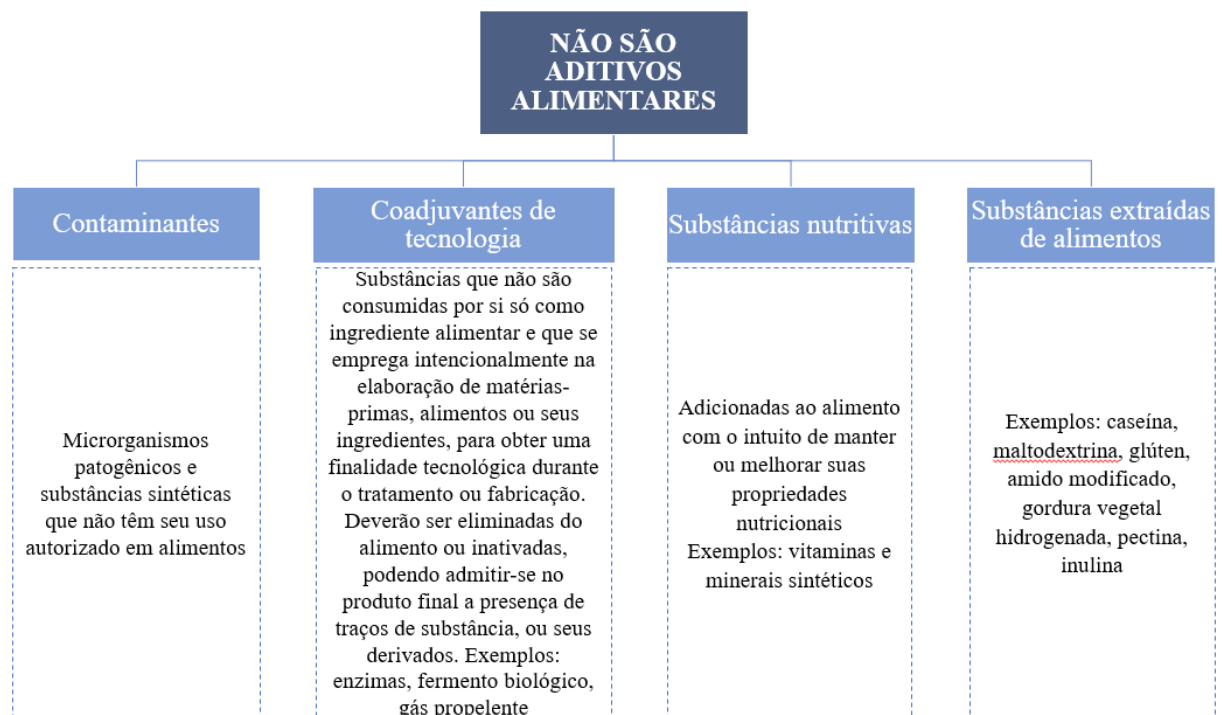 NÃO SÃO
ADITIVOS
ALIMENTARES
Contaminantes
Microrganismos
patogênicos e
substâncias sintéticas
que não têm seu uso
autorizado em alimentos
Coadjuvantes de
tecnologia
Substâncias que não são
consumidas por si só como
ingrediente alimentar e que se
emprega intencionalmente na
elaboração de matérias-
primas, alimentos ou seus
ingredientes, para obter uma
finalidade tecnológica durante
o tratamento ou fabricação.
Deverão ser eliminadas do
alimento ou inativadas,
podendo admitir-se no
produto final a presença de
traços de substância, ou seus
derivados. Exemplos:
enzimas, fermento biológico,
gás propelente
Substâncias nutritivas
Adicionadas ao alimento
com o intuito de manter
ou melhorar suas
propriedades
nutricionais
Exemplos: vitaminas e
minerais sintéticos
Substâncias extraídas
de alimentos
Exemplos: caseína,
maltodextrina, glúten,
amido modificado,
gordura vegetal
hidrogenada, pectina,
inulina